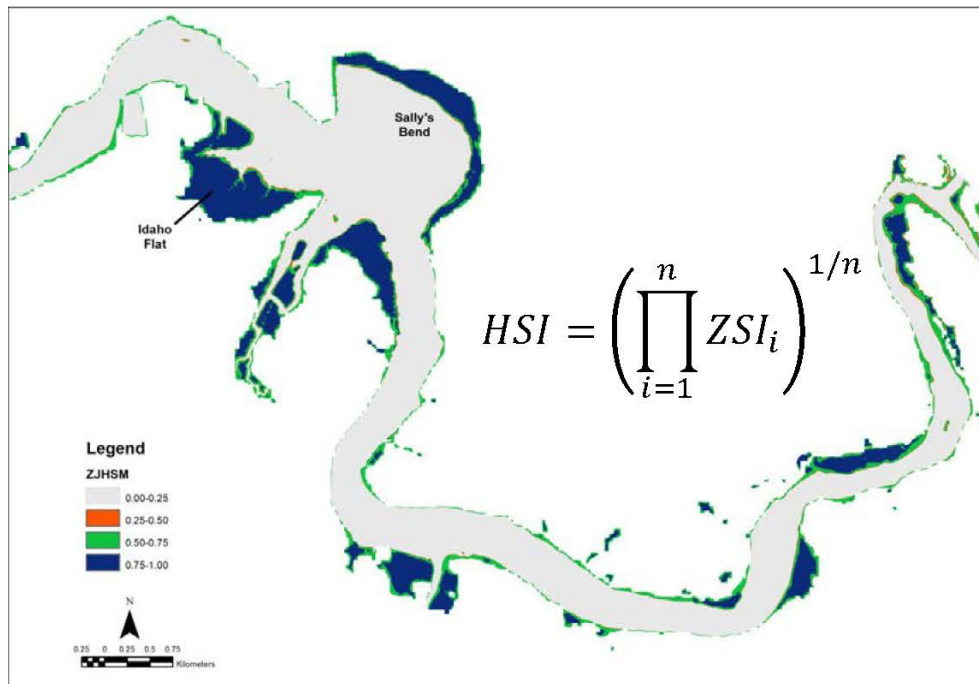 Sally's
Bend
Idaho
Flat
HSI = (∏_{i=1}^{n} ZSI_i)^{1/n}
Legend
ZJHSM
0.00-0.25
0.25-0.50
0.50-0.75
0.75-1.00
N
0.25 0 0.25 0.5 0.75
Kilometers